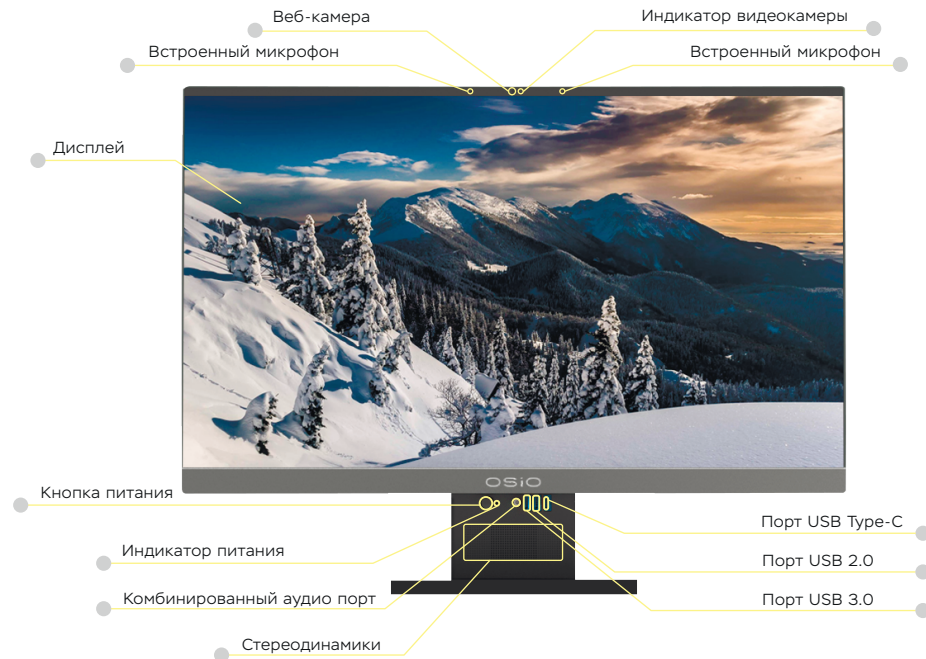 Веб-камера
Индикатор видеокамеры
Встроенный микрофон
Встроенный микрофон
Дисплей
OSiO
Кнопка питания
Порт USB Type-C
Индикатор питания
Порт USB 2.0
Комбинированный аудио порт
Порт USB 3.0
Стереодинамики